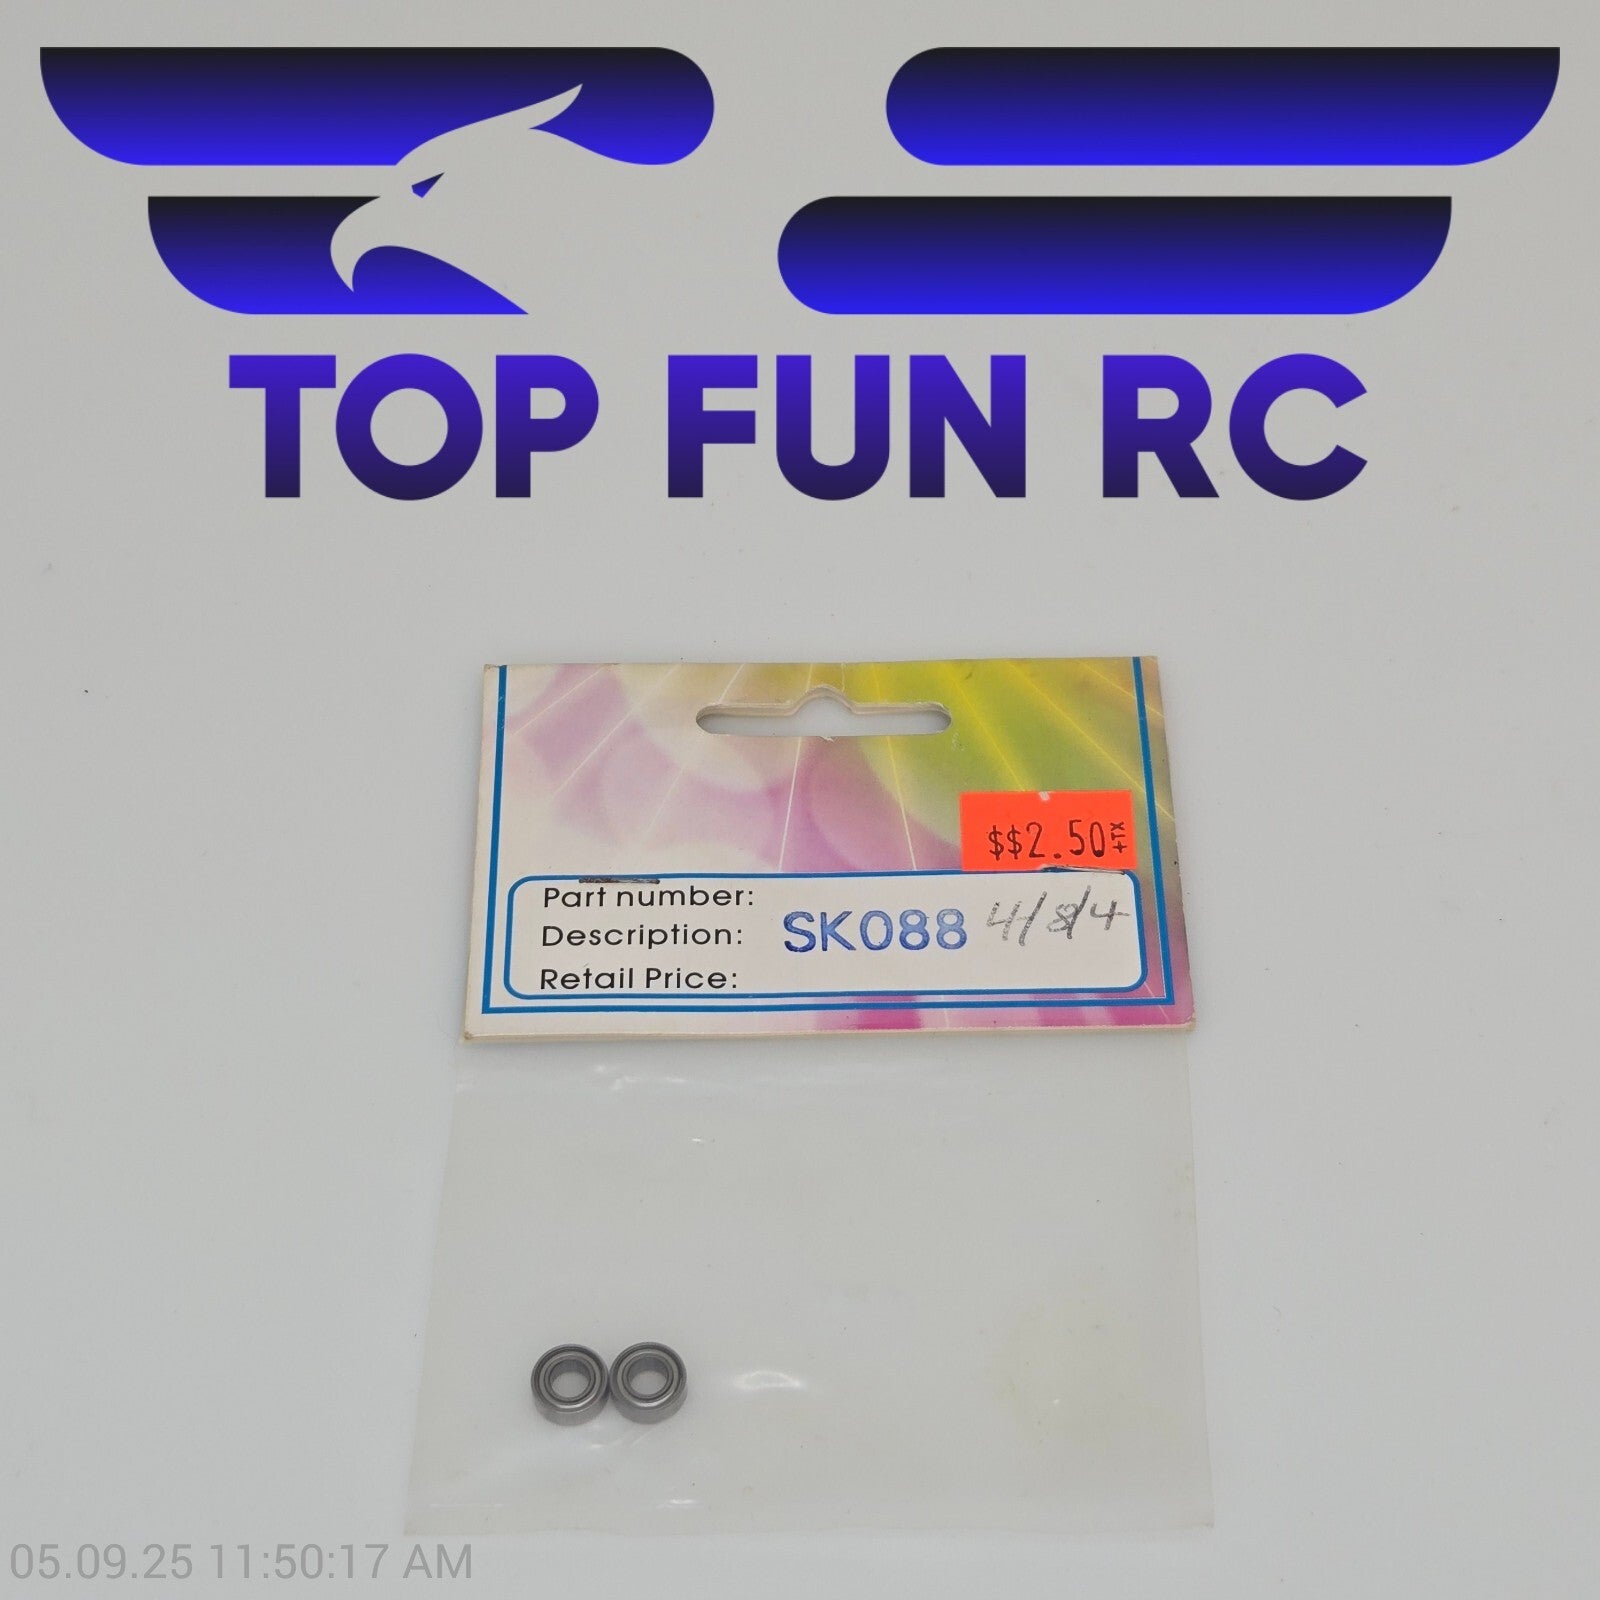 TOP FUN RC
$$2.50 +TX
Part number:
Description: SK088 4/8/4
Retail Price:
05.09.25 11:50:17 AM